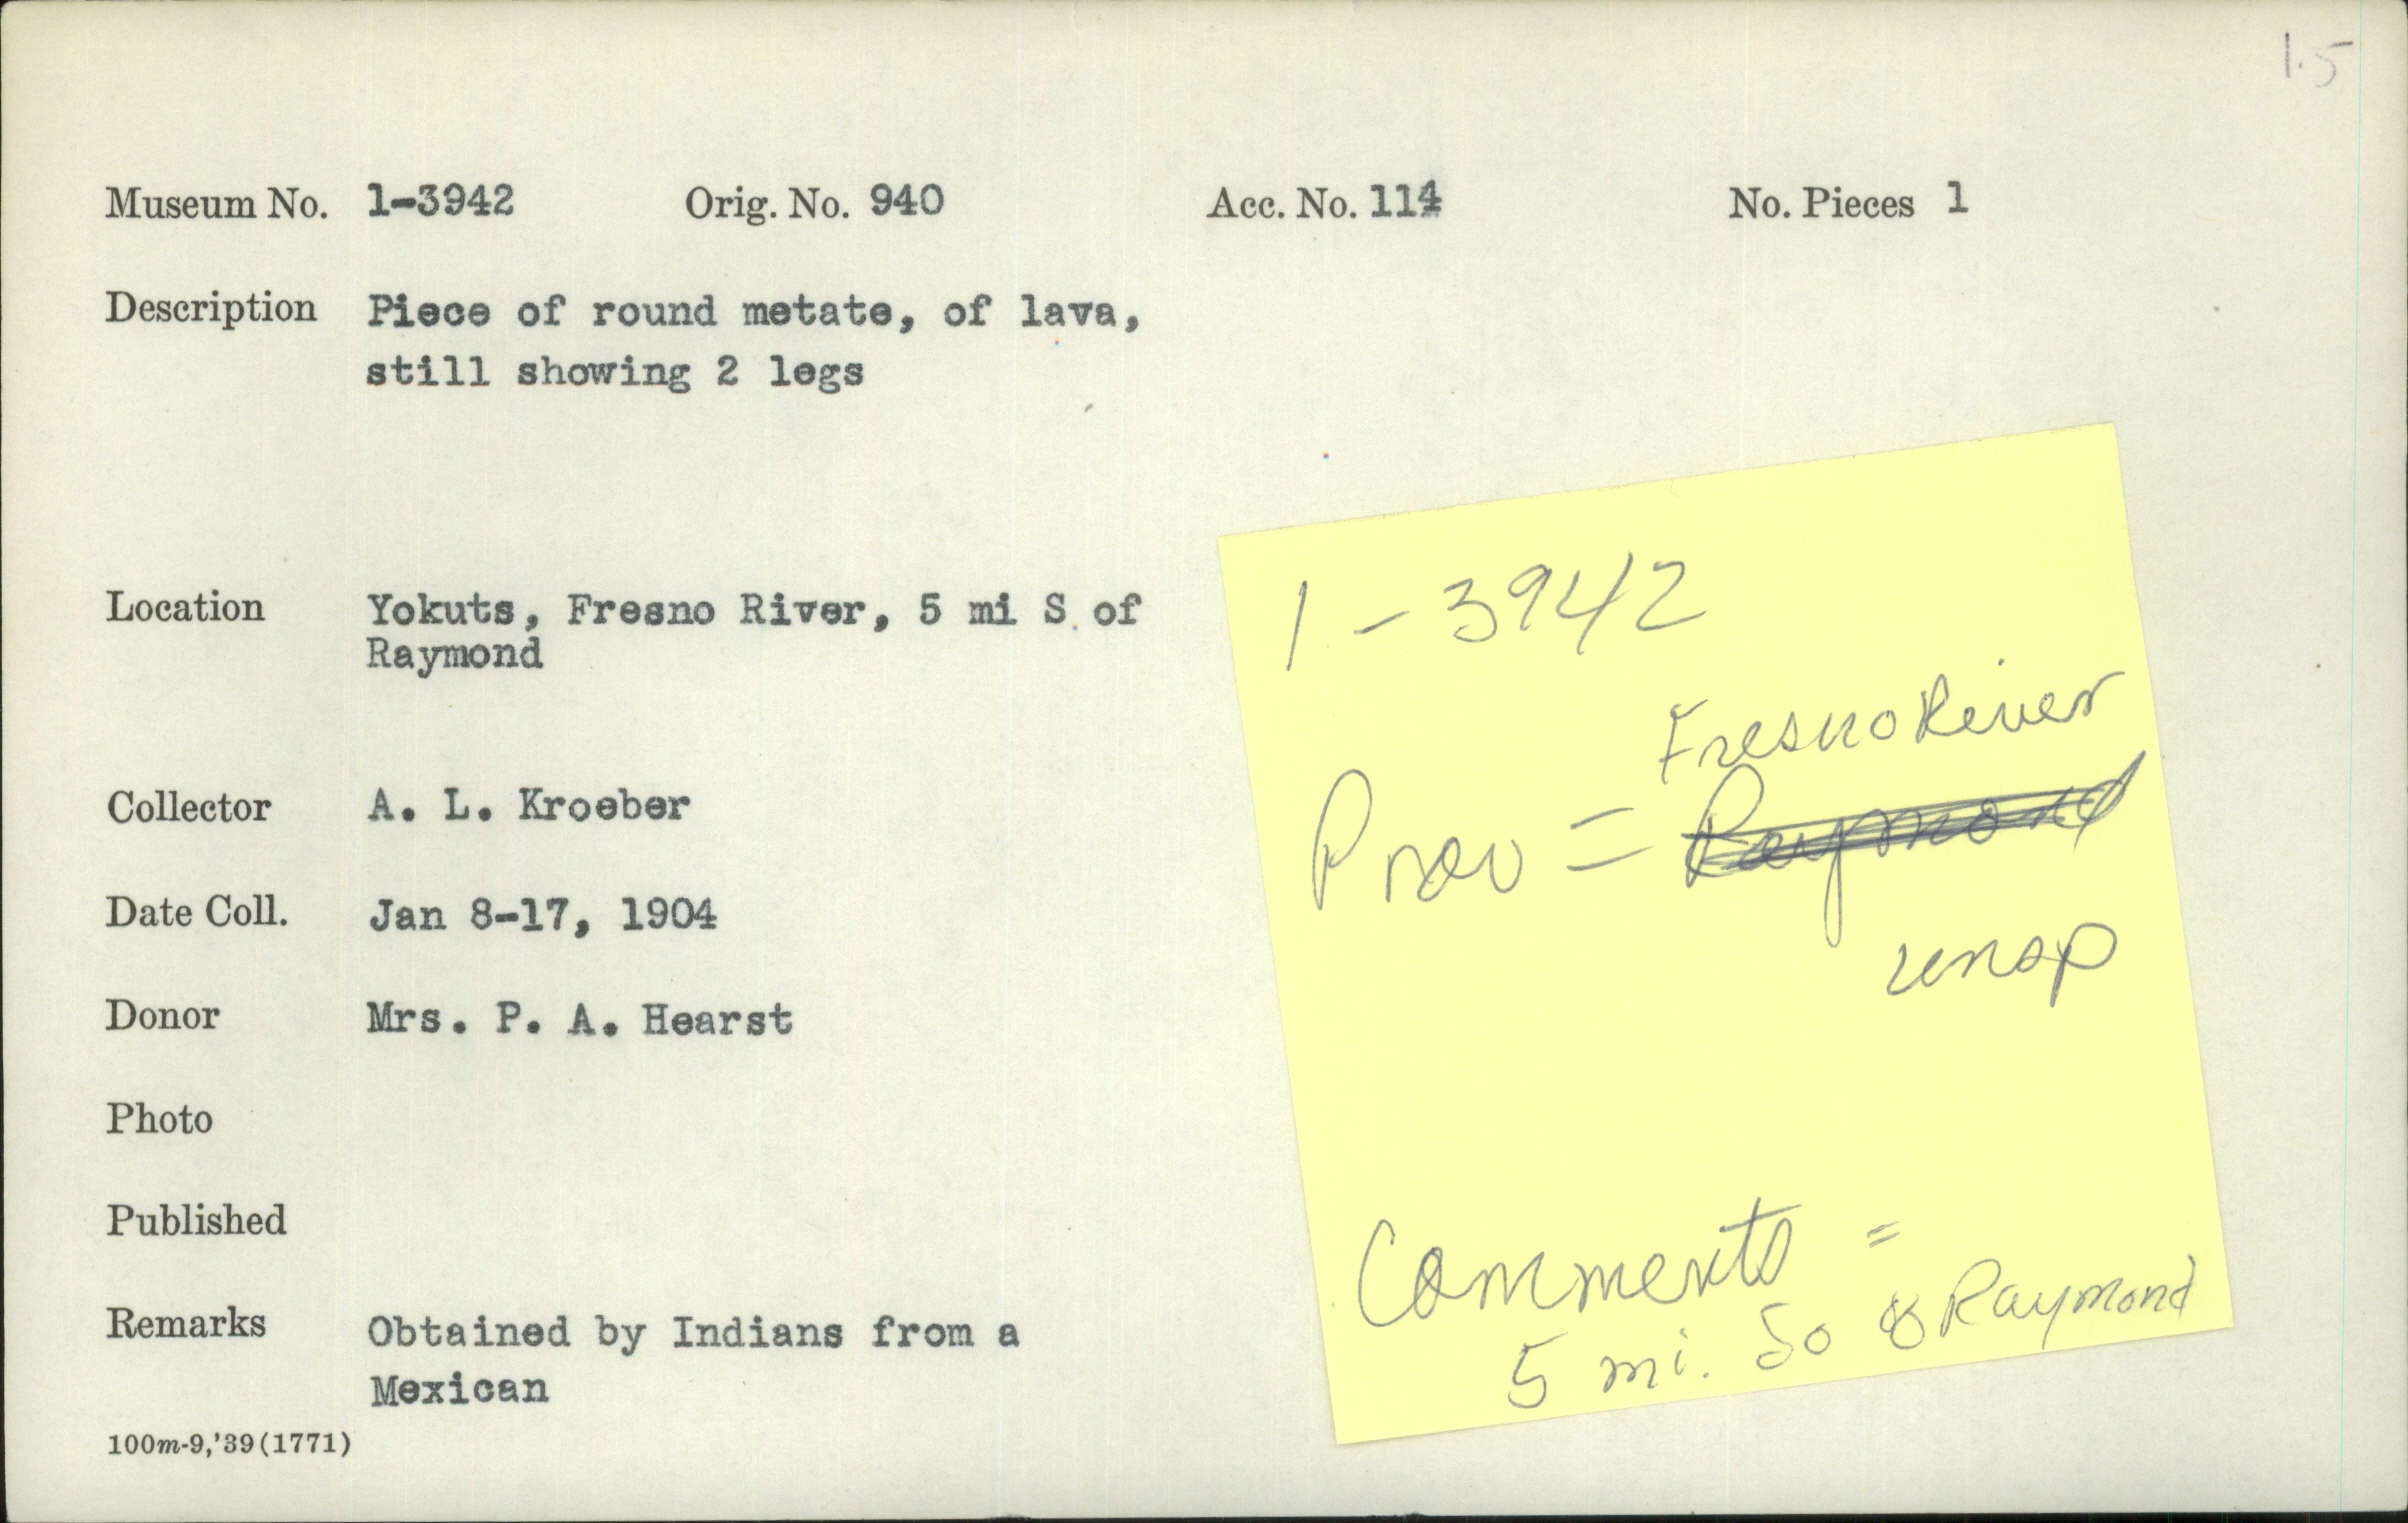 1.5
Museum No. 1-3942 Orig. No. 940 Acc. No. 114 No. Pieces 1
Description Piece of round metate, of lava,
still showing 2 legs
Location Yokuts, Fresno River, 5 mi S of
Raymond
Collector A. L. Kroeber
Date Coll. Jan 8-17, 1904
Donor Mrs. P. A. Hearst
Photo
Published
Remarks Obtained by Indians from a
Mexican
100m-9,'39(1771)
1-3942
Fresno River
Prov = Raymond
unsp
Comments =
5 mi. So of Raymond